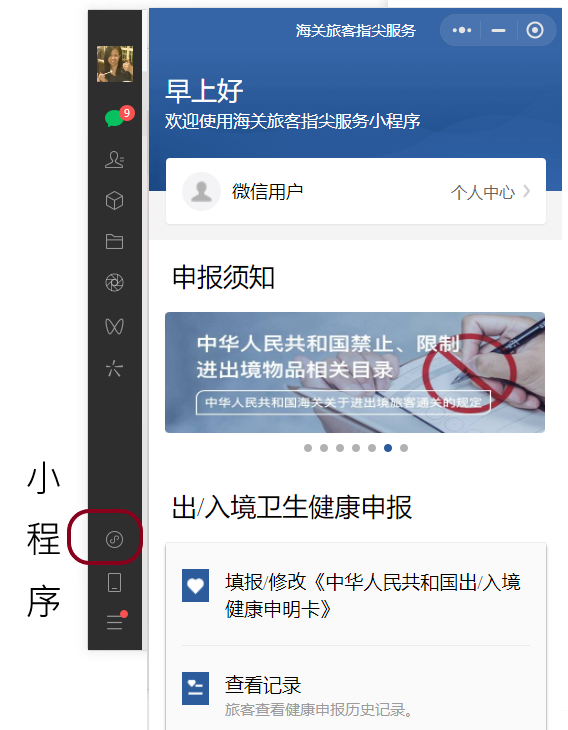 海关旅客指尖服务
9
早上好
欢迎使用海关旅客指尖服务小程序
微信用户
个人中心
申报须知
中华人民共和国禁止、限制
进出境物品相关目录
中华人民共和国海关关于进出境旅客通关的规定
小
程
序
出/入境卫生健康申报
填报/修改《中华人民共和国出/入境
健康申明卡》
查看记录
旅客查看健康申报历史记录。